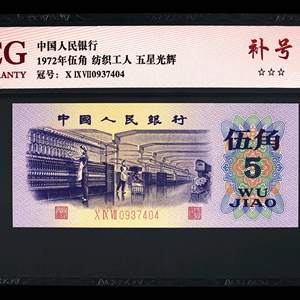 CG
RRANTY
中国人民银行
1972年伍角 纺织工人 五星光辉
冠号：X IX VII 0937404
补号
☆☆☆
中国人民银行
伍角
5
WU
JIAO
X IX VII 0937404